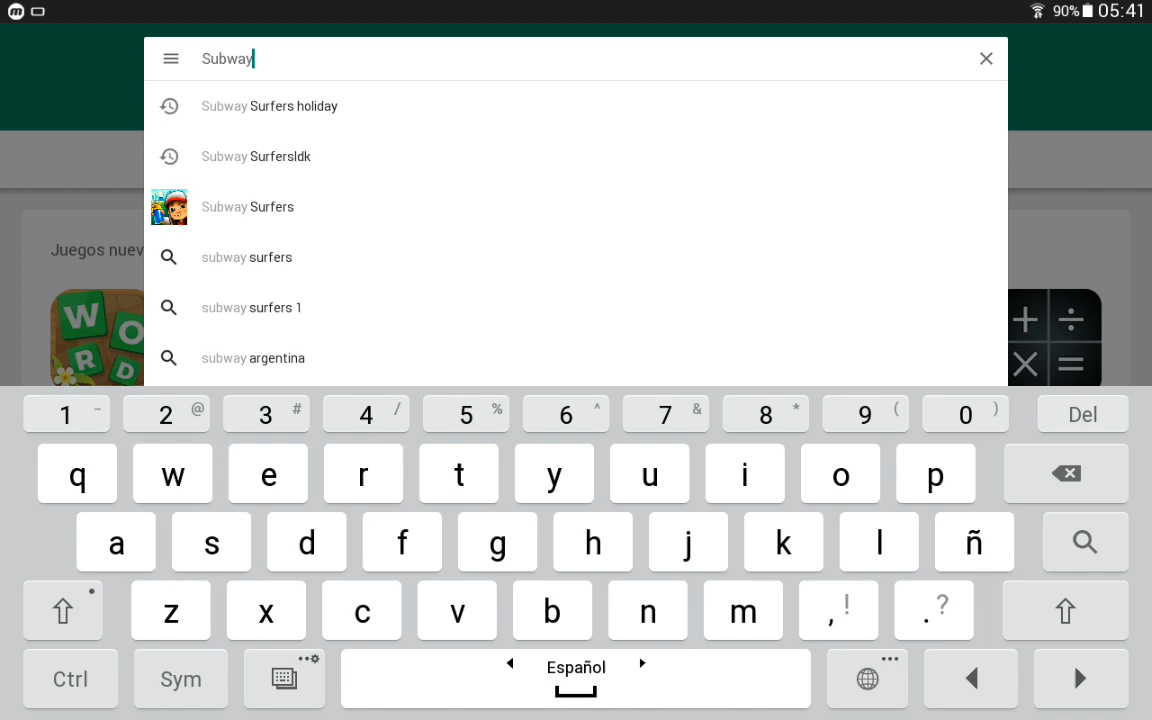 90% 05:41
Subway
Subway Surfers holiday
Subway Surfersldk
Subway Surfers
subway surfers
subway surfers 1
subway argentina
Juegos nuev
W O R D
+ ÷ × =
1 – 2 @ 3 # 4 / 5 % 6 ^ 7 & 8 * 9 ( 0 ) Del
q w e r t y u i o p
a s d f g h j k l ñ
z x c v b n m , ! . ?
Ctrl Sym Español